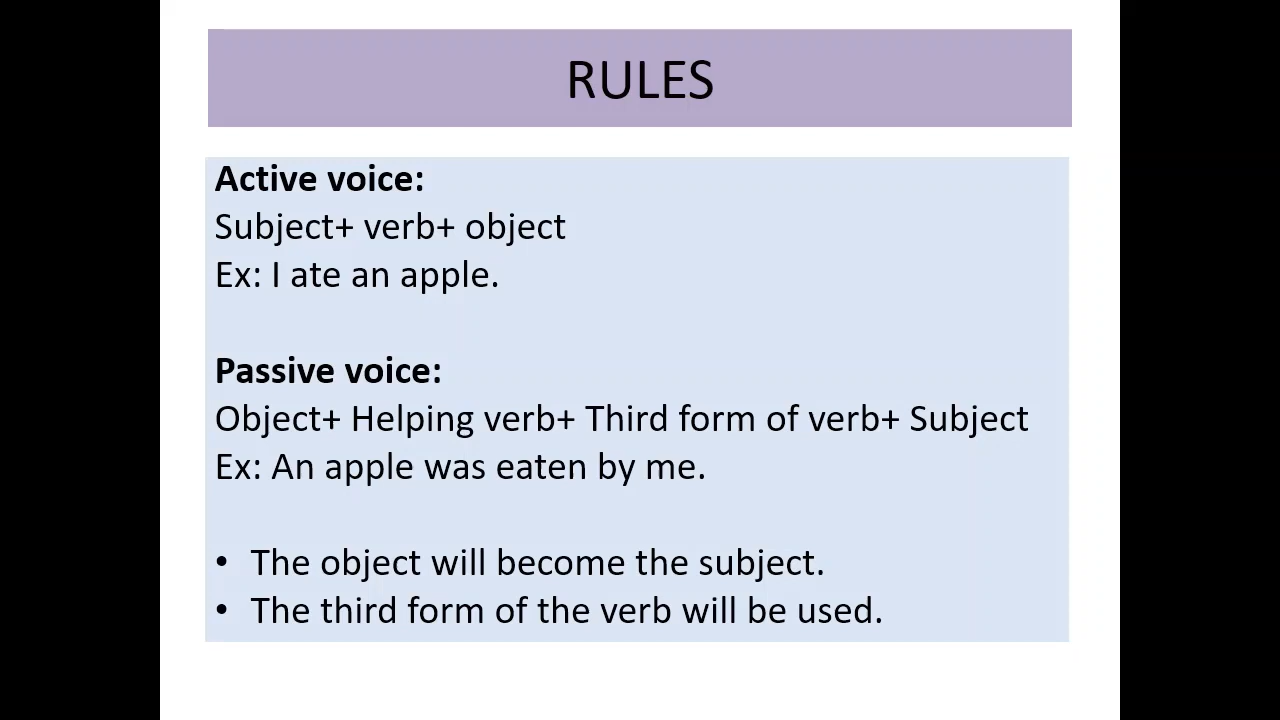 RULES
Active voice:
Subject+ verb+ object
Ex: I ate an apple.
Passive voice:
Object+ Helping verb+ Third form of verb+ Subject
Ex: An apple was eaten by me.
• The object will become the subject.
• The third form of the verb will be used.